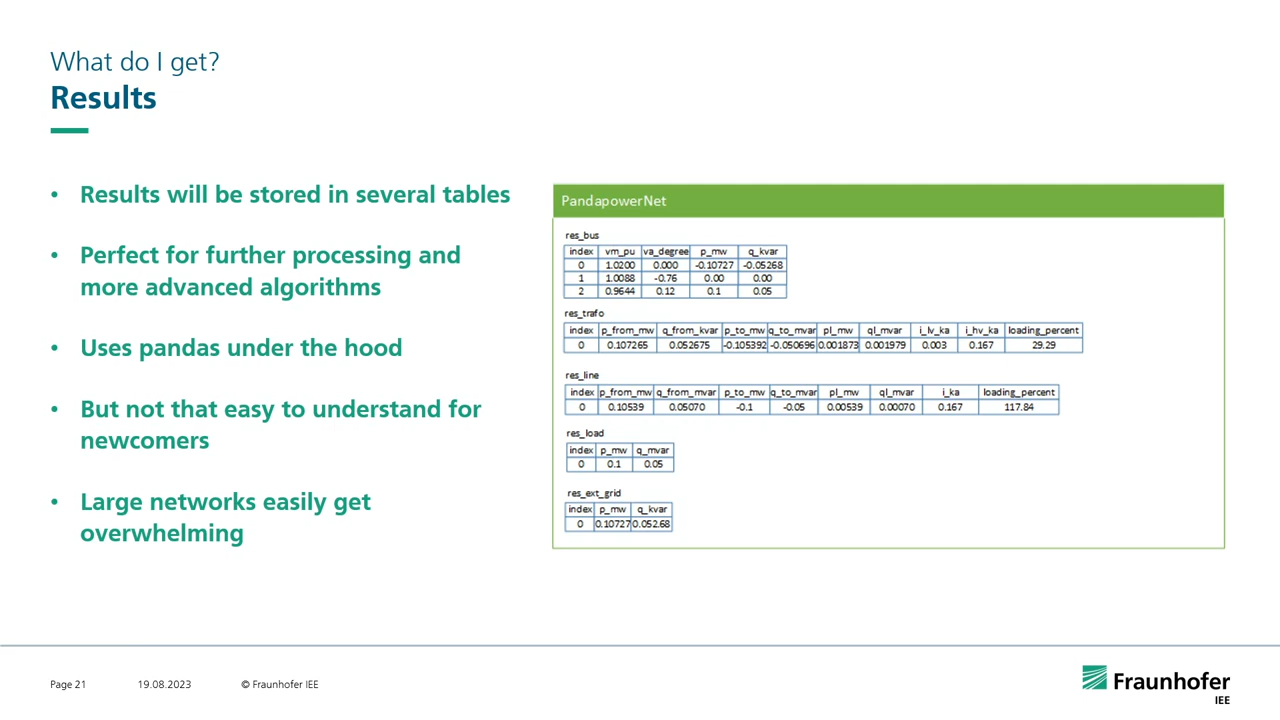 What do I get?
Results
• Results will be stored in several tables
• Perfect for further processing and
more advanced algorithms
• Uses pandas under the hood
• But not that easy to understand for
newcomers
• Large networks easily get
overwhelming
PandapowerNet
res_bus
index vm_pu va_degree p_mw q_kvar
0 1.0200 0.000 -0.10727 -0.05268
1 1.0088 -0.76 0.00 0.00
2 0.9644 0.12 0.1 0.05
res_trafo
index p_from_mw q_from_kvar p_to_mw q_to_mvar pl_mw ql_mvar i_lv_ka i_hv_ka loading_percent
0 0.107265 0.052675 -0.105392 -0.050696 0.001873 0.001979 0.003 0.167 29.29
res_line
index p_from_mw q_from_mvar p_to_mw q_to_mvar pl_mw ql_mvar i_ka loading_percent
0 0.10539 0.05070 -0.1 -0.05 0.00539 0.00070 0.167 117.84
res_load
index p_mw q_mvar
0 0.1 0.05
res_ext_grid
index p_mw q_kvar
0 0.10727 0.052.68
Page 21 19.08.2023 © Fraunhofer IEE
Fraunhofer
IEE